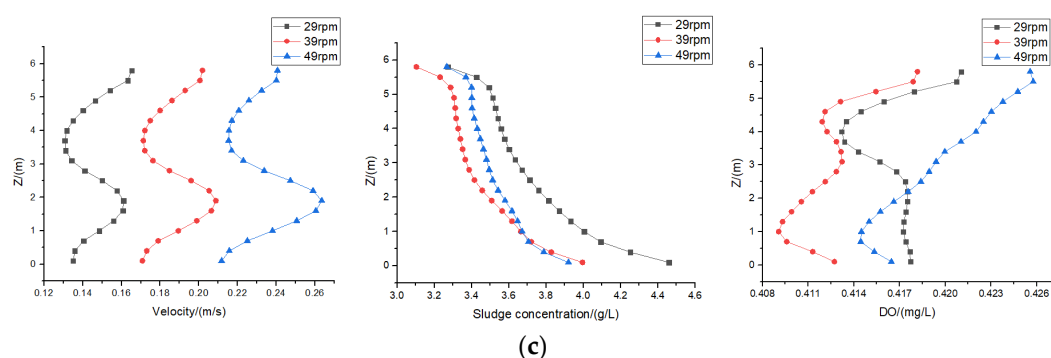 29rpm
39rpm
49rpm
6
5
4
3
2
1
0
Z/(m)
0.12 0.14 0.16 0.18 0.20 0.22 0.24 0.26
Velocity/(m/s)
29rpm
39rpm
49rpm
6
5
4
3
2
1
0
Z/(m)
3.0 3.2 3.4 3.6 3.8 4.0 4.2 4.4 4.6
Sludge concentration/(g/L)
29rpm
39rpm
49rpm
6
5
4
3
2
1
0
Z/(m)
0.408 0.411 0.414 0.417 0.420 0.423 0.426
DO/(mg/L)
(c)